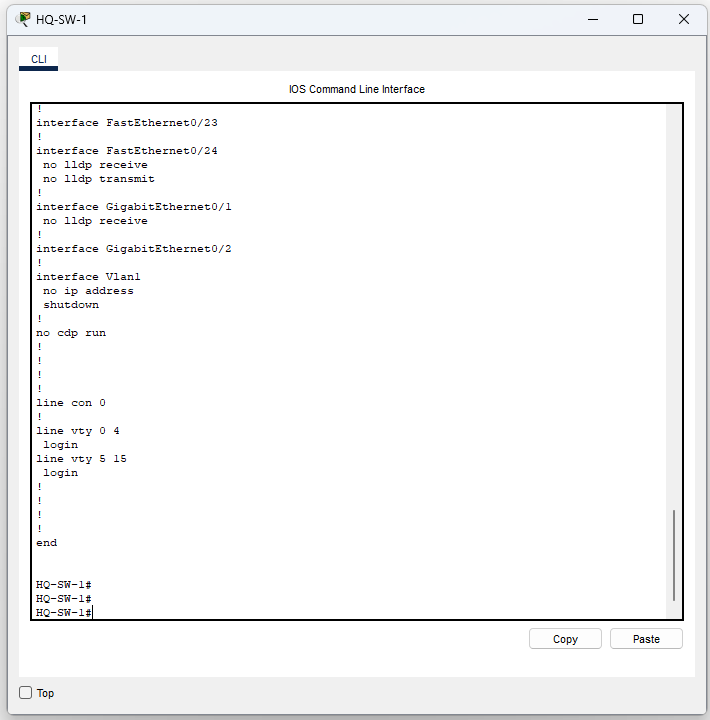 HQ-SW-1
CLI
IOS Command Line Interface
!
interface FastEthernet0/23
!
interface FastEthernet0/24
 no lldp receive
 no lldp transmit
!
interface GigabitEthernet0/1
 no lldp receive
!
interface GigabitEthernet0/2
!
interface Vlan1
 no ip address
 shutdown
!
no cdp run
!
!
!
!
line con 0
!
line vty 0 4
 login
line vty 5 15
 login
!
!
!
!
end
HQ-SW-1#
HQ-SW-1#
HQ-SW-1#
Copy
Paste
Top